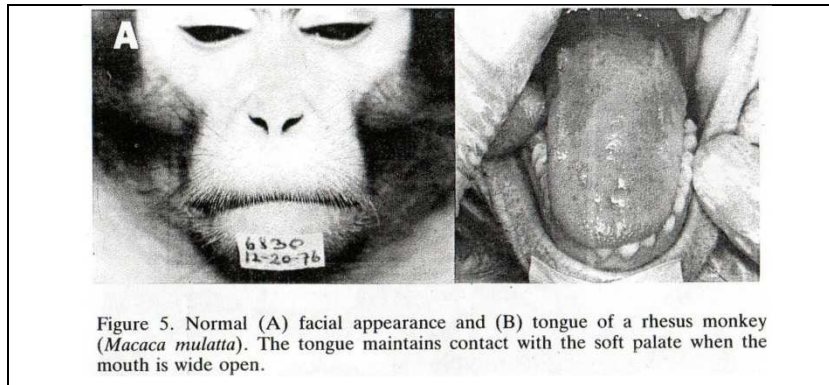 A
6830
12-20-76
Figure 5. Normal (A) facial appearance and (B) tongue of a rhesus monkey
(Macaca mulatta). The tongue maintains contact with the soft palate when the
mouth is wide open.